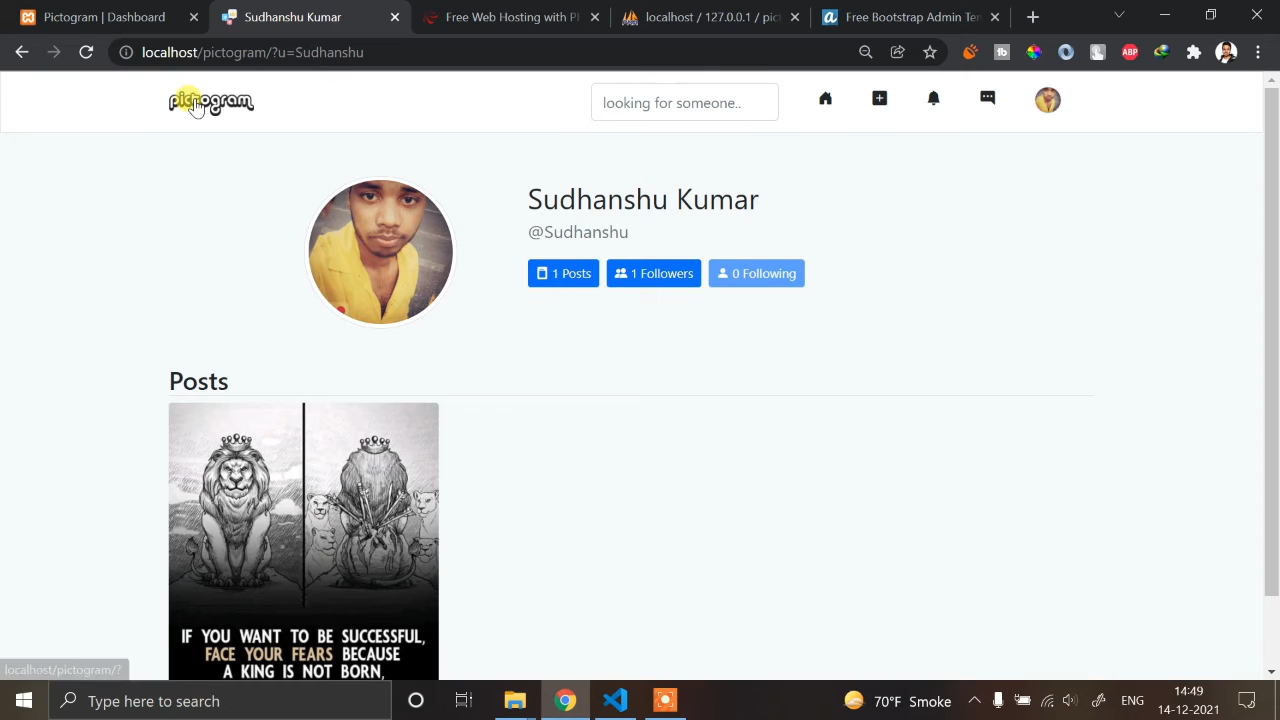 Pictogram | Dashboard
Sudhanshu Kumar
Free Web Hosting with P
localhost / 127.0.0.1 / pict
Free Bootstrap Admin Ter
localhost/pictogram/?u=Sudhanshu
tb
ABP
pictogram
looking for someone..
Sudhanshu Kumar
@Sudhanshu
1 Posts
1 Followers
0 Following
Posts
IF YOU WANT TO BE SUCCESSFUL,
FACE YOUR FEARS BECAUSE
A KING IS NOT BORN,
localhost/pictogram/?
Type here to search
70°F Smoke
ENG
14:49
14-12-2021